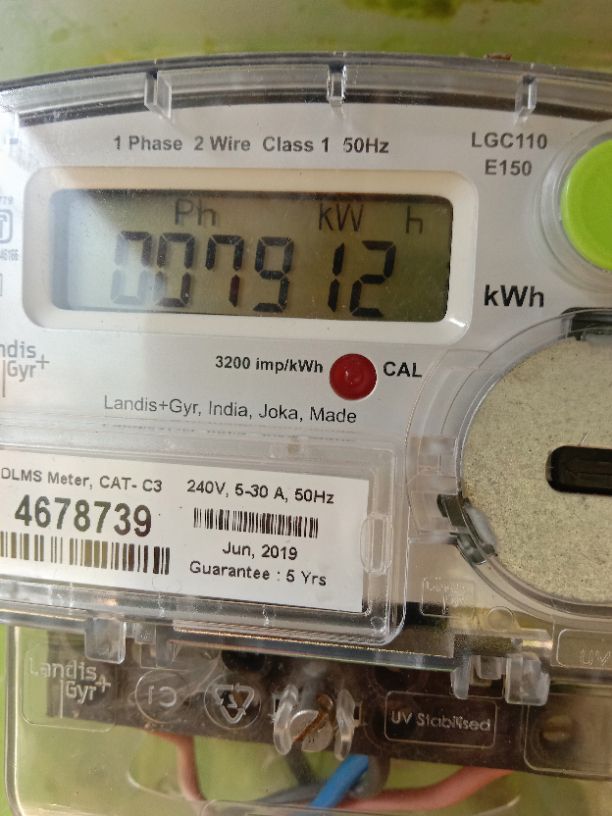 1 Phase 2 Wire Class 1 50Hz
LGC110
E150
Ph kW h
007912
kWh
3200 imp/kWh CAL
Landis+Gyr, India, Joka, Made
DLMS Meter, CAT- C3
4678739
240V, 5-30 A, 50Hz
Jun, 2019
Guarantee : 5 Yrs
Landis+
Gyr
UV Stabilised
UV